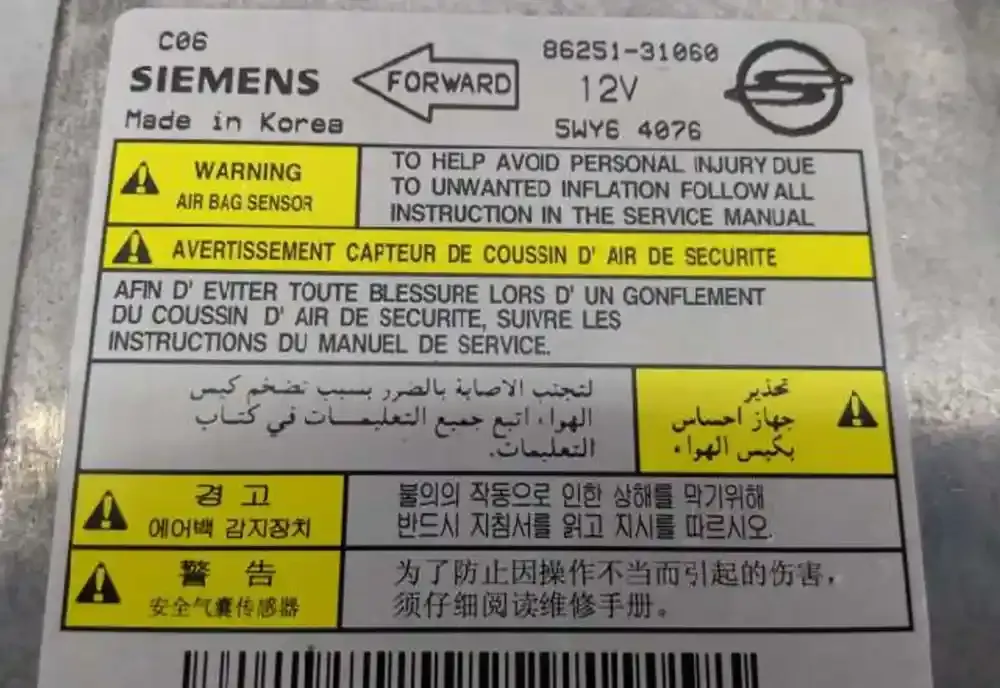 C06
SIEMENS
Made in Korea
FORWARD
86251-31060
12V
5WY6 4076
WARNING
AIR BAG SENSOR
TO HELP AVOID PERSONAL INJURY DUE
TO UNWANTED INFLATION FOLLOW ALL
INSTRUCTION IN THE SERVICE MANUAL
AVERTISSEMENT CAPTEUR DE COUSSIN D' AIR DE SECURITE
AFIN D' EVITER TOUTE BLESSURE LORS D' UN GONFLEMENT
DU COUSSIN D' AIR DE SECURITE, SUIVRE LES
INSTRUCTIONS DU MANUEL DE SERVICE.
تحذير
جهاز احساس
بكيس الهواء
لتجنب الاصابة بالضرر بسبب تضخم كيس
الهواء، اتبع جميع التعليمات في كتاب
التعليمات.
경 고
에어백 감지장치
불의의 작동으로 인한 상해를 막기위해
반드시 지침서를 읽고 지시를 따르시오.
警 告
安全气囊传感器
为了防止因操作不当而引起的伤害，
须仔细阅读维修手册。